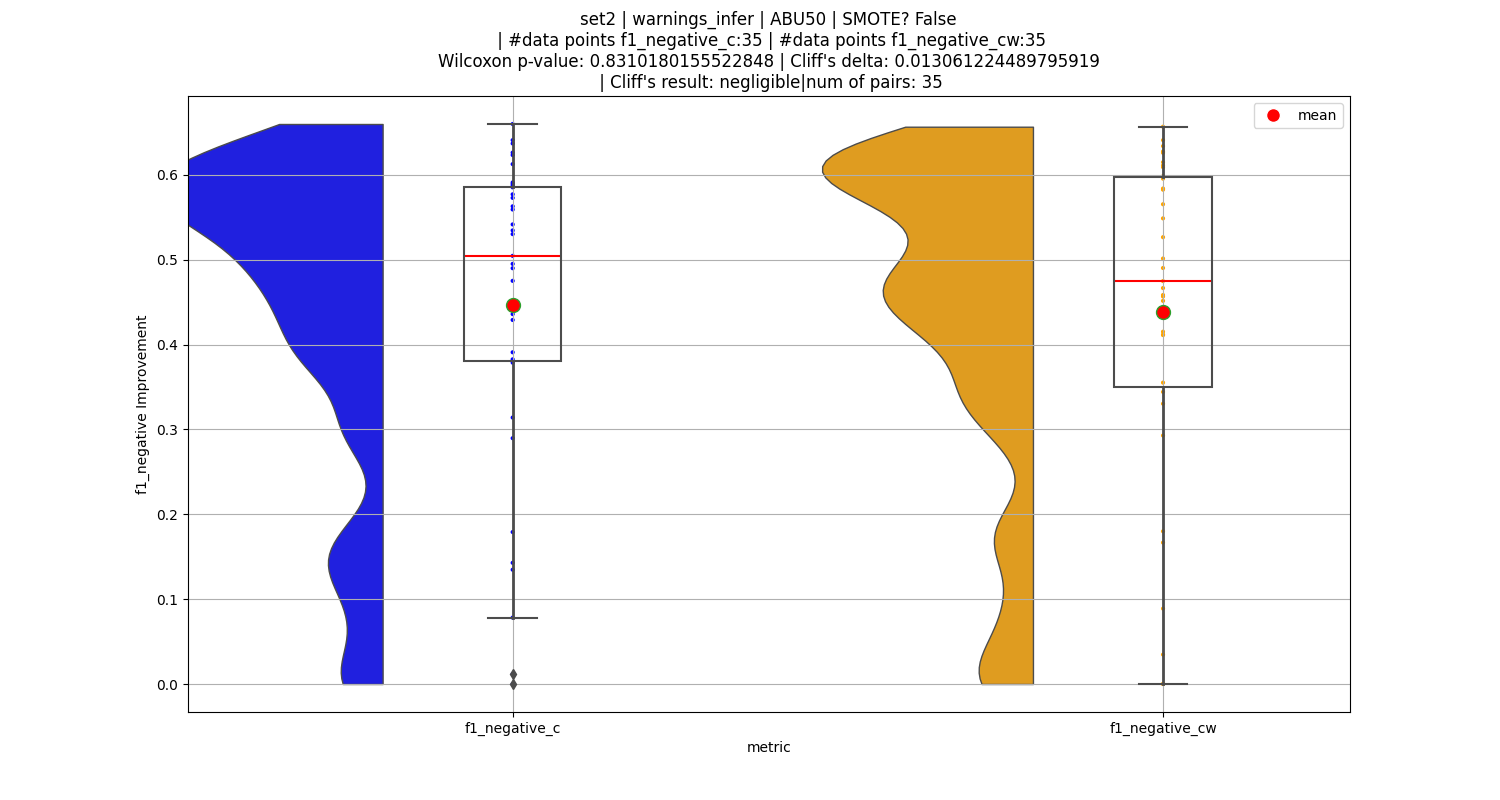 set2 | warnings_infer | ABU50 | SMOTE? False
| #data points f1_negative_c:35 | #data points f1_negative_cw:35
Wilcoxon p-value: 0.8310180155522848 | Cliff's delta: 0.013061224489795919
| Cliff's result: negligible|num of pairs: 35
mean
0.6
0.5
0.4
0.3
0.2
0.1
0.0
f1_negative Improvement
f1_negative_c
f1_negative_cw
metric